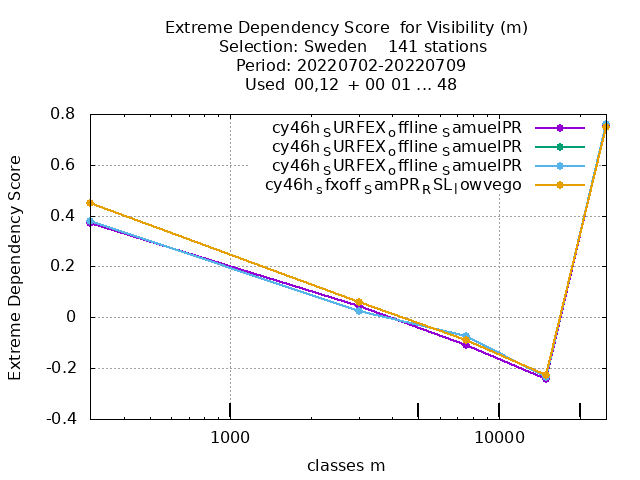 Extreme Dependency Score  for Visibility (m)
Selection: Sweden    141 stations
Period: 20220702-20220709
Used  00,12  + 00 01 ... 48
Extreme Dependency Score
0.8
0.6
0.4
0.2
0
-0.2
-0.4
cy46h_SURFEX_offline_SamuelPR
cy46h_SURFEX_offline_SamuelPR
cy46h_SURFEX_offline_SamuelPR
cy46h_sfxoff_SamPR_RSL_lowvego
1000
10000
classes m